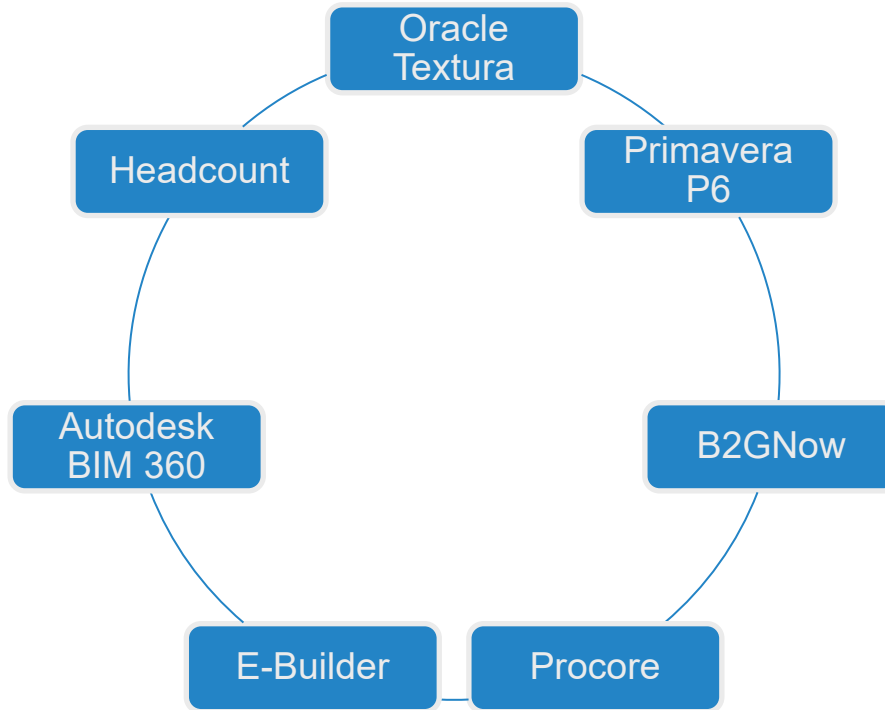 Oracle
Textura
Headcount
Primavera
P6
Autodesk
BIM 360
B2GNow
E-Builder
Procore